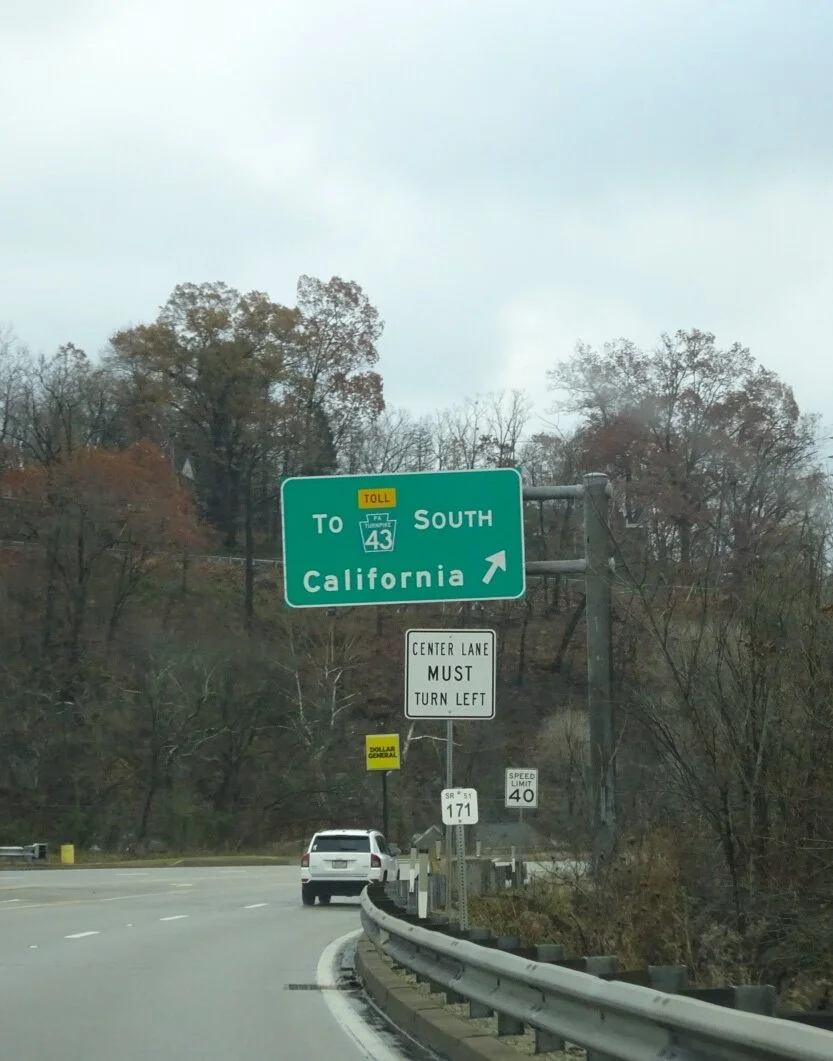 TOLL
To PA TURNPIKE 43 SOUTH
California
CENTER LANE
MUST
TURN LEFT
DOLLAR
GENERAL
SPEED
LIMIT
40
SR 51
171